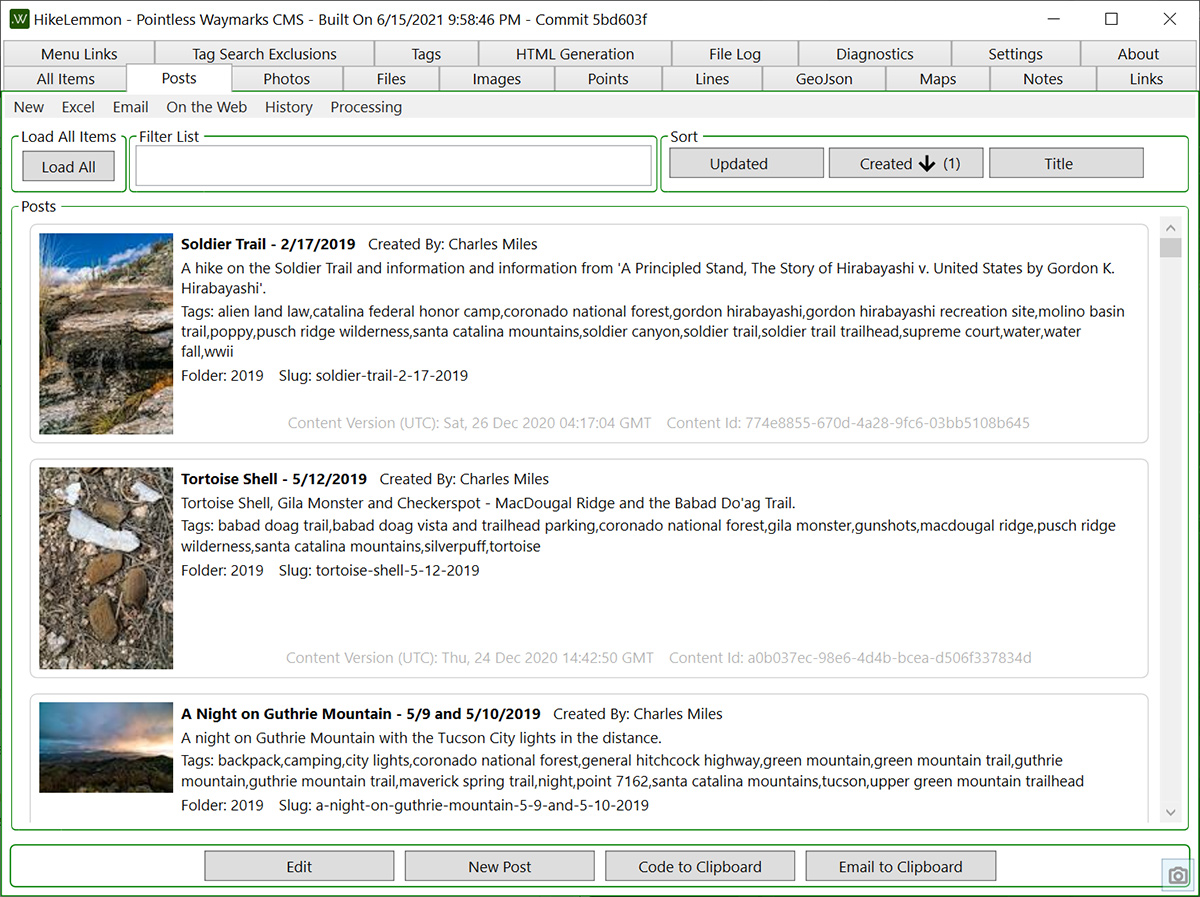 .W HikeLemmon - Pointless Waymarks CMS - Built On 6/15/2021 9:58:46 PM - Commit 5bd603f
Menu Links Tag Search Exclusions Tags HTML Generation File Log Diagnostics Settings About
All Items Posts Photos Files Images Points Lines GeoJson Maps Notes Links
New Excel Email On the Web History Processing
Load All Items Filter List Sort
Load All Updated Created (1) Title
Posts
Soldier Trail - 2/17/2019 Created By: Charles Miles
A hike on the Soldier Trail and information and information from 'A Principled Stand, The Story of Hirabayashi v. United States by Gordon K.
Hirabayashi'.
Tags: alien land law,catalina federal honor camp,coronado national forest,gordon hirabayashi,gordon hirabayashi recreation site,molino basin
trail,poppy,pusch ridge wilderness,santa catalina mountains,soldier canyon,soldier trail,soldier trail trailhead,supreme court,water,water
fall,wwii
Folder: 2019 Slug: soldier-trail-2-17-2019
Content Version (UTC): Sat, 26 Dec 2020 04:17:04 GMT Content Id: 774e8855-670d-4a28-9fc6-03bb5108b645
Tortoise Shell - 5/12/2019 Created By: Charles Miles
Tortoise Shell, Gila Monster and Checkerspot - MacDougal Ridge and the Babad Do'ag Trail.
Tags: babad doag trail,babad doag vista and trailhead parking,coronado national forest,gila monster,gunshots,macdougal ridge,pusch ridge
wilderness,santa catalina mountains,silverpuff,tortoise
Folder: 2019 Slug: tortoise-shell-5-12-2019
Content Version (UTC): Thu, 24 Dec 2020 14:42:50 GMT Content Id: a0b037ec-98e6-4d4b-bcea-d506f337834d
A Night on Guthrie Mountain - 5/9 and 5/10/2019 Created By: Charles Miles
A night on Guthrie Mountain with the Tucson City lights in the distance.
Tags: backpack,camping,city lights,coronado national forest,general hitchcock highway,green mountain,green mountain trail,guthrie
mountain,guthrie mountain trail,maverick spring trail,night,point 7162,santa catalina mountains,tucson,upper green mountain trailhead
Folder: 2019 Slug: a-night-on-guthrie-mountain-5-9-and-5-10-2019
Edit New Post Code to Clipboard Email to Clipboard